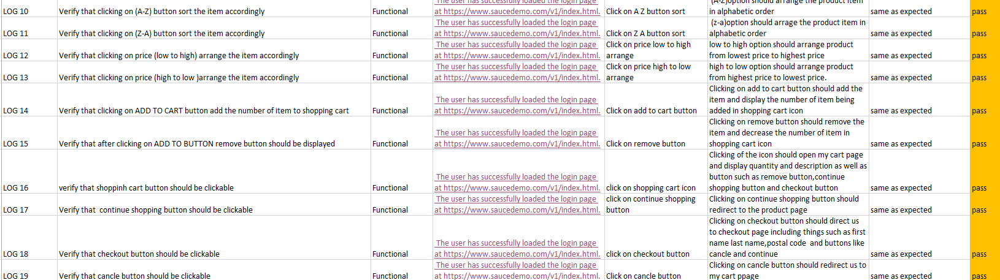 (A-Z)option should arrange the product item
The user has successfully loaded the login page
LOG 10 Verify that clicking on (A-Z) button sort the item accordingly Functional at https://www.saucedemo.com/v1/index.html. Click on A Z button sort in alphabetic order same as expected pass
The user has successfully loaded the login page (z-a)option should arrage the product item in
LOG 11 Verify that clicking on (Z-A) button sort the item accordingly Functional at https://www.saucedemo.com/v1/index.html. Click on Z A button sort alphabetic order same as expected pass
The user has successfully loaded the login page Click on price low to high low to high option should arrange product
LOG 12 Verify that clicking on price (low to high) arrange the item accordingly Functional at https://www.saucedemo.com/v1/index.html. arrange from lowest price to highest price same as expected pass
The user has successfully loaded the login page Click on price high to low high to low option should arrange product
LOG 13 Verify that clicking on price (high to low )arrange the item accordingly Functional at https://www.saucedemo.com/v1/index.html. arrange from highest price to lowest price. same as expected pass
Clicking on add to cart button should add the
The user has successfully loaded the login page item and display the number of item being
LOG 14 Verify that clicking on ADD TO CART button add the number of item to shopping cart Functional at https://www.saucedemo.com/v1/index.html. Click on add to cart button added in shopping cart icon same as expected pass
Clicking on remove button should remove the
The user has successfully loaded the login page item and decrease the number of item in
LOG 15 Verify that after clicking on ADD TO BUTTON remove button should be displayed Functional at https://www.saucedemo.com/v1/index.html. Click on remove button shopping cart icon same as expected pass
Clicking of the icon should open my cart page
and display quantity and description as well as
The user has successfully loaded the login page button such as remove button,continue
LOG 16 verify that shoppinh cart button should be clickable Functional at https://www.saucedemo.com/v1/index.html. click on shopping cart icon shopping button and checkout button same as expected pass
The user has successfully loaded the login page click on continue shopping Clicking on continue shopping button should
LOG 17 Verify that continue shopping button should be clickable Functional at https://www.saucedemo.com/v1/index.html. button redirect to the product page same as expected pass
Clicking on checkout button should direct us
to checkout page including things such as first
The user has successfully loaded the login page name last name,postal code and buttons like
LOG 18 Verify that checkout button should be clickable Functional at https://www.saucedemo.com/v1/index.html. click on checkout button cancle and continue same as expected pass
The user has successfully loaded the login page Clicking on cancle button should redirect us to
LOG 19 Verify that cancle button should be clickable Functional at https://www.saucedemo.com/v1/index.html. Click on cancle button my cart ppage same as expected pass